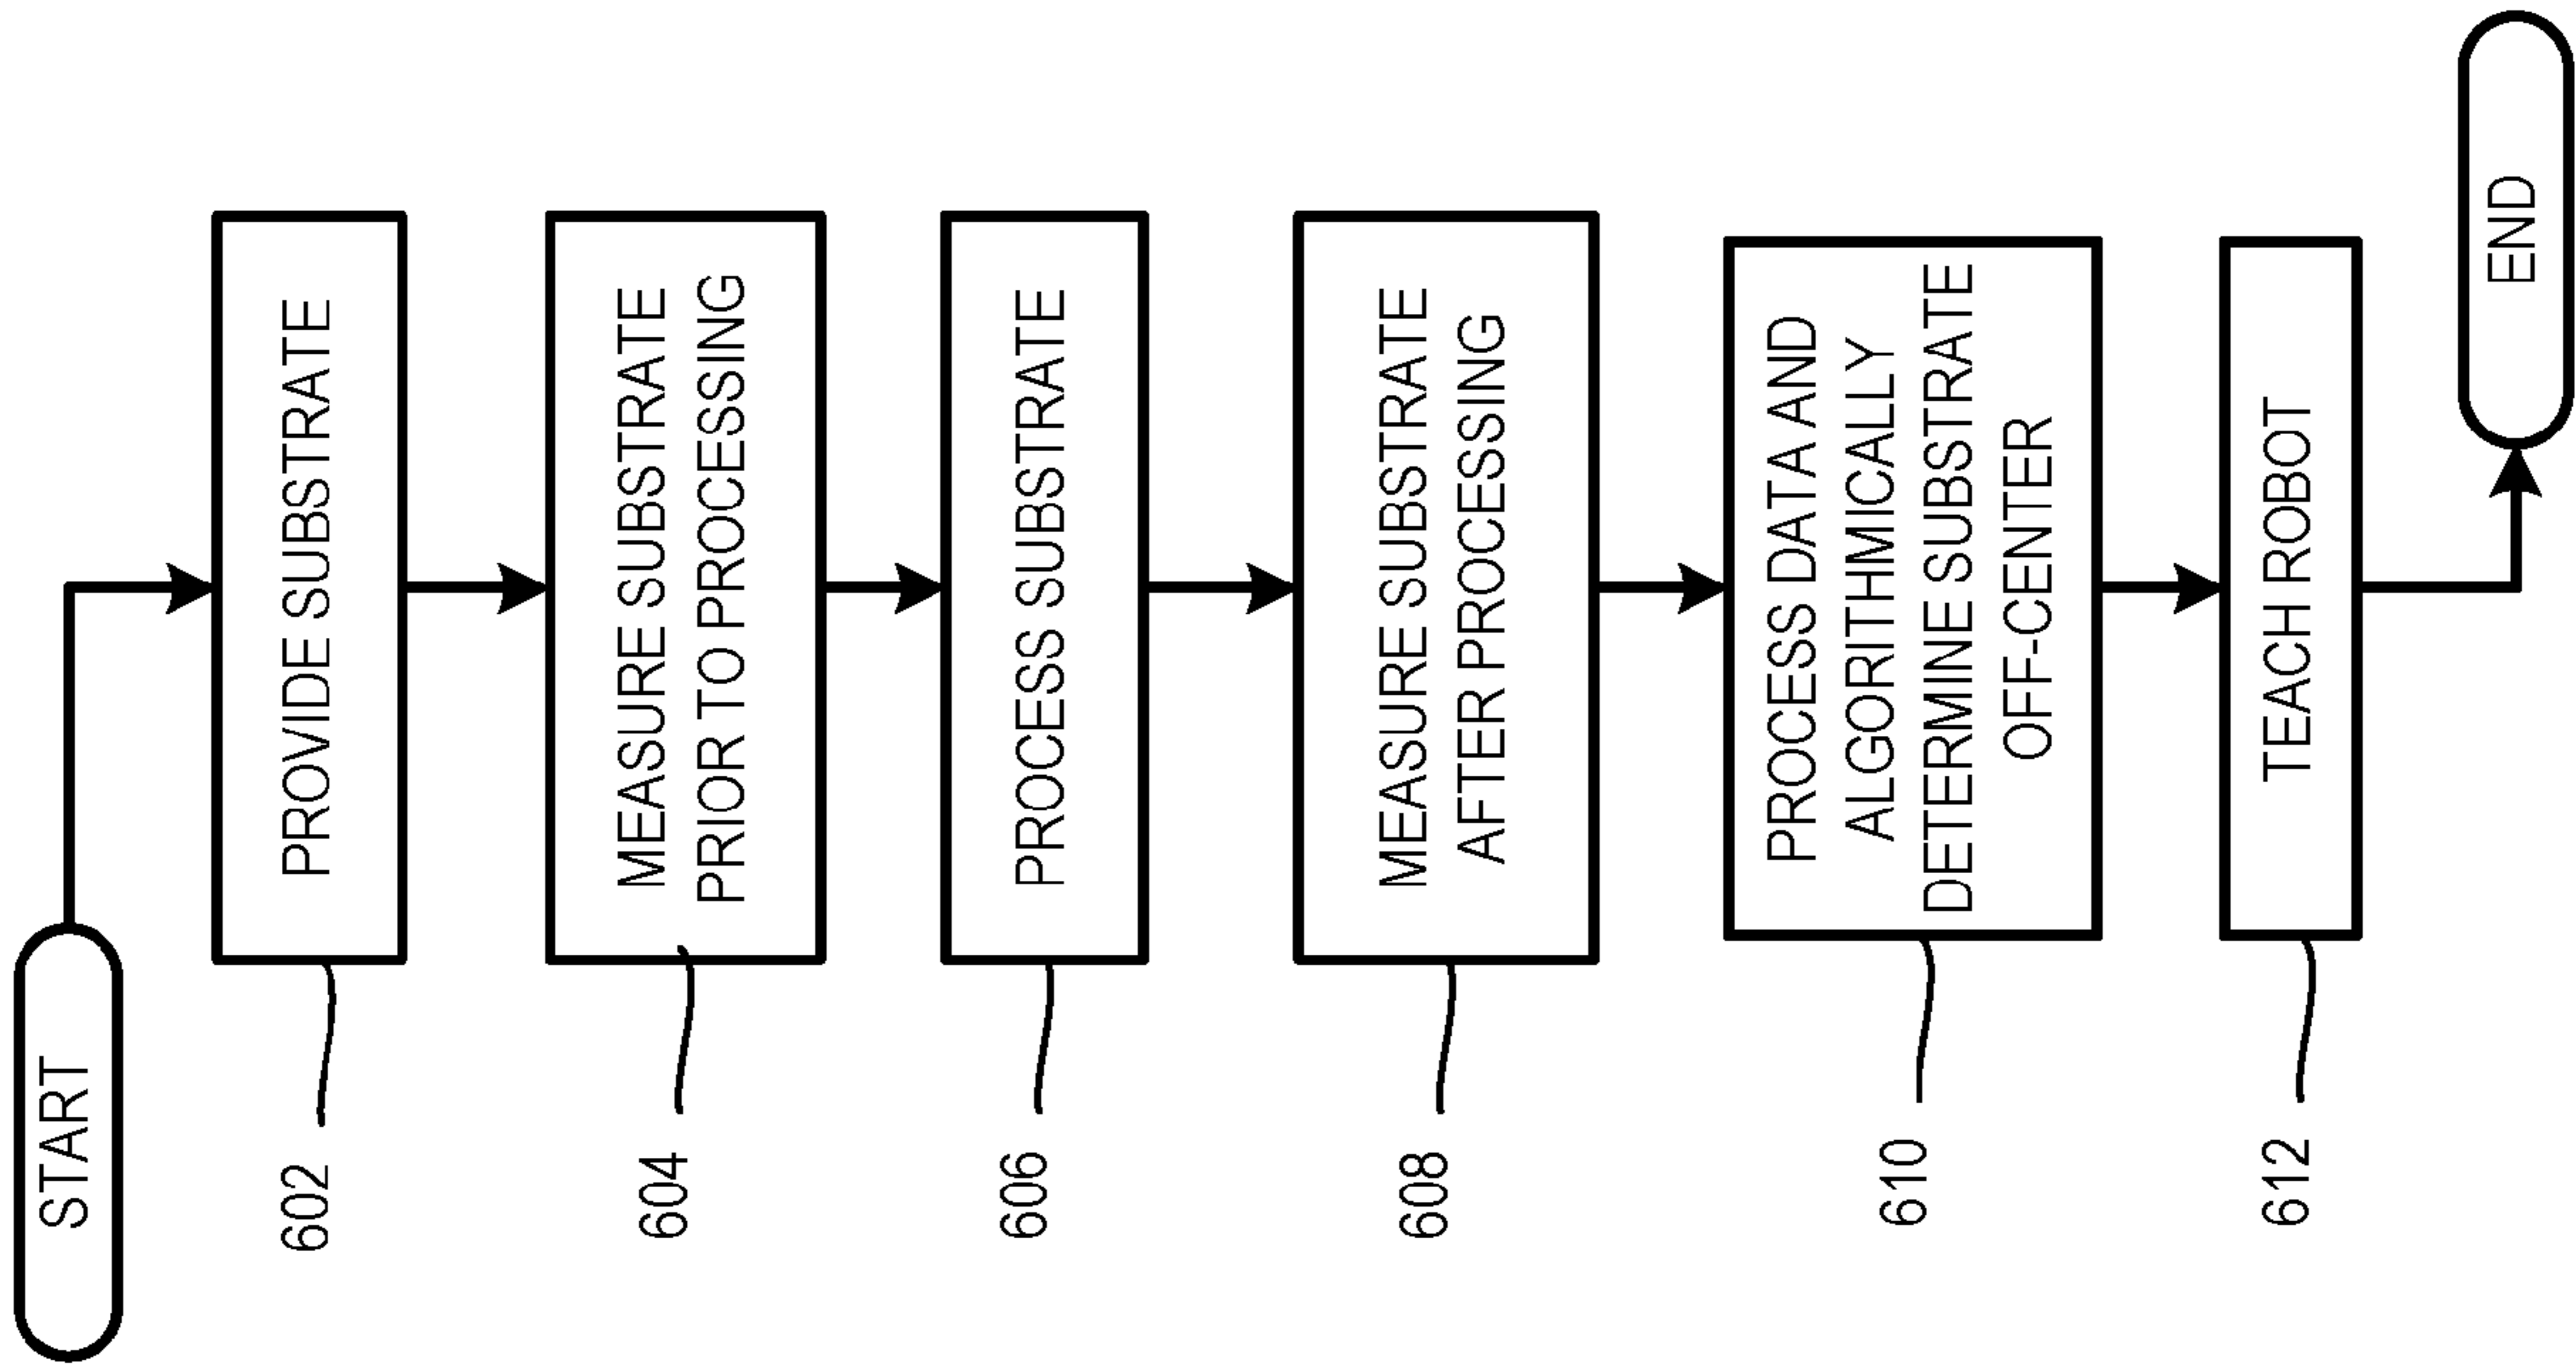 START
602
PROVIDE SUBSTRATE
604
MEASURE SUBSTRATE
PRIOR TO PROCESSING
606
PROCESS SUBSTRATE
608
MEASURE SUBSTRATE
AFTER PROCESSING
610
PROCESS DATA AND
ALGORITHMICALLY
DETERMINE SUBSTRATE
OFF-CENTER
612
TEACH ROBOT
END